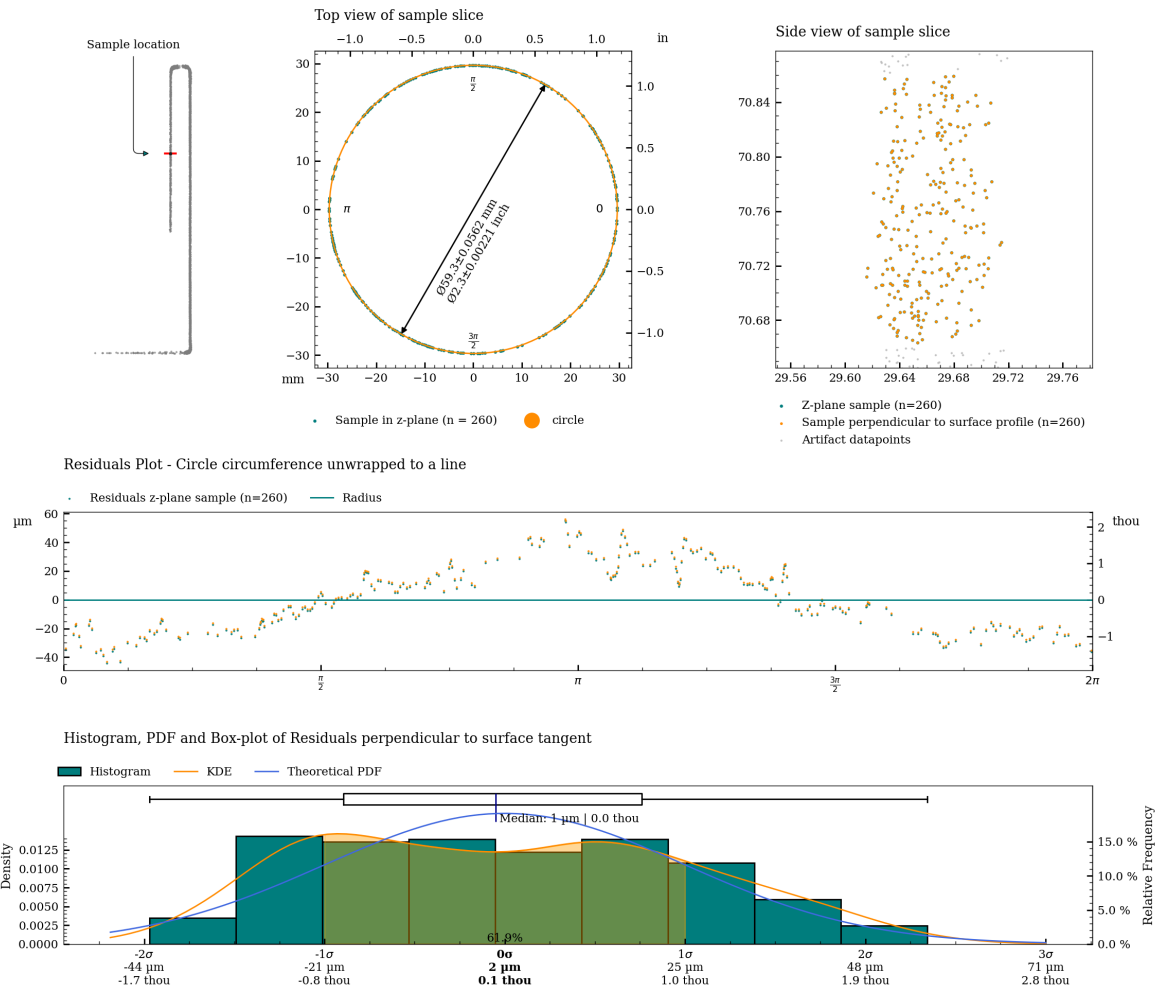 Sample location
Top view of sample slice
−1.0 −0.5 0.0 0.5 1.0 in
30
20
10
0
−10
−20
−30
mm
1.0
0.5
0.0
−0.5
−1.0
π/2
π
0
3π/2
Ø59.3±0.0562 mm
Ø2.3±0.00221 inch
−30 −20 −10 0 10 20 30
Sample in z-plane (n = 260) circle
Side view of sample slice
70.84
70.80
70.76
70.72
70.68
29.56 29.60 29.64 29.68 29.72 29.76
Z-plane sample (n=260)
Sample perpendicular to surface profile (n=260)
Artifact datapoints
Residuals Plot - Circle circumference unwrapped to a line
Residuals z-plane sample (n=260) Radius
µm
60
40
20
0
−20
−40
thou
2
1
0
−1
0 π/2 π 3π/2 2π
Histogram, PDF and Box-plot of Residuals perpendicular to surface tangent
Histogram KDE Theoretical PDF
Median: 1 µm | 0.0 thou
Density
0.0125
0.0100
0.0075
0.0050
0.0025
0.0000
Relative Frequency
15.0 %
10.0 %
5.0 %
0.0 %
61.9%
-2σ -1σ 0σ 1σ 2σ 3σ
-44 µm -21 µm 2 µm 25 µm 48 µm 71 µm
-1.7 thou -0.8 thou 0.1 thou 1.0 thou 1.9 thou 2.8 thou